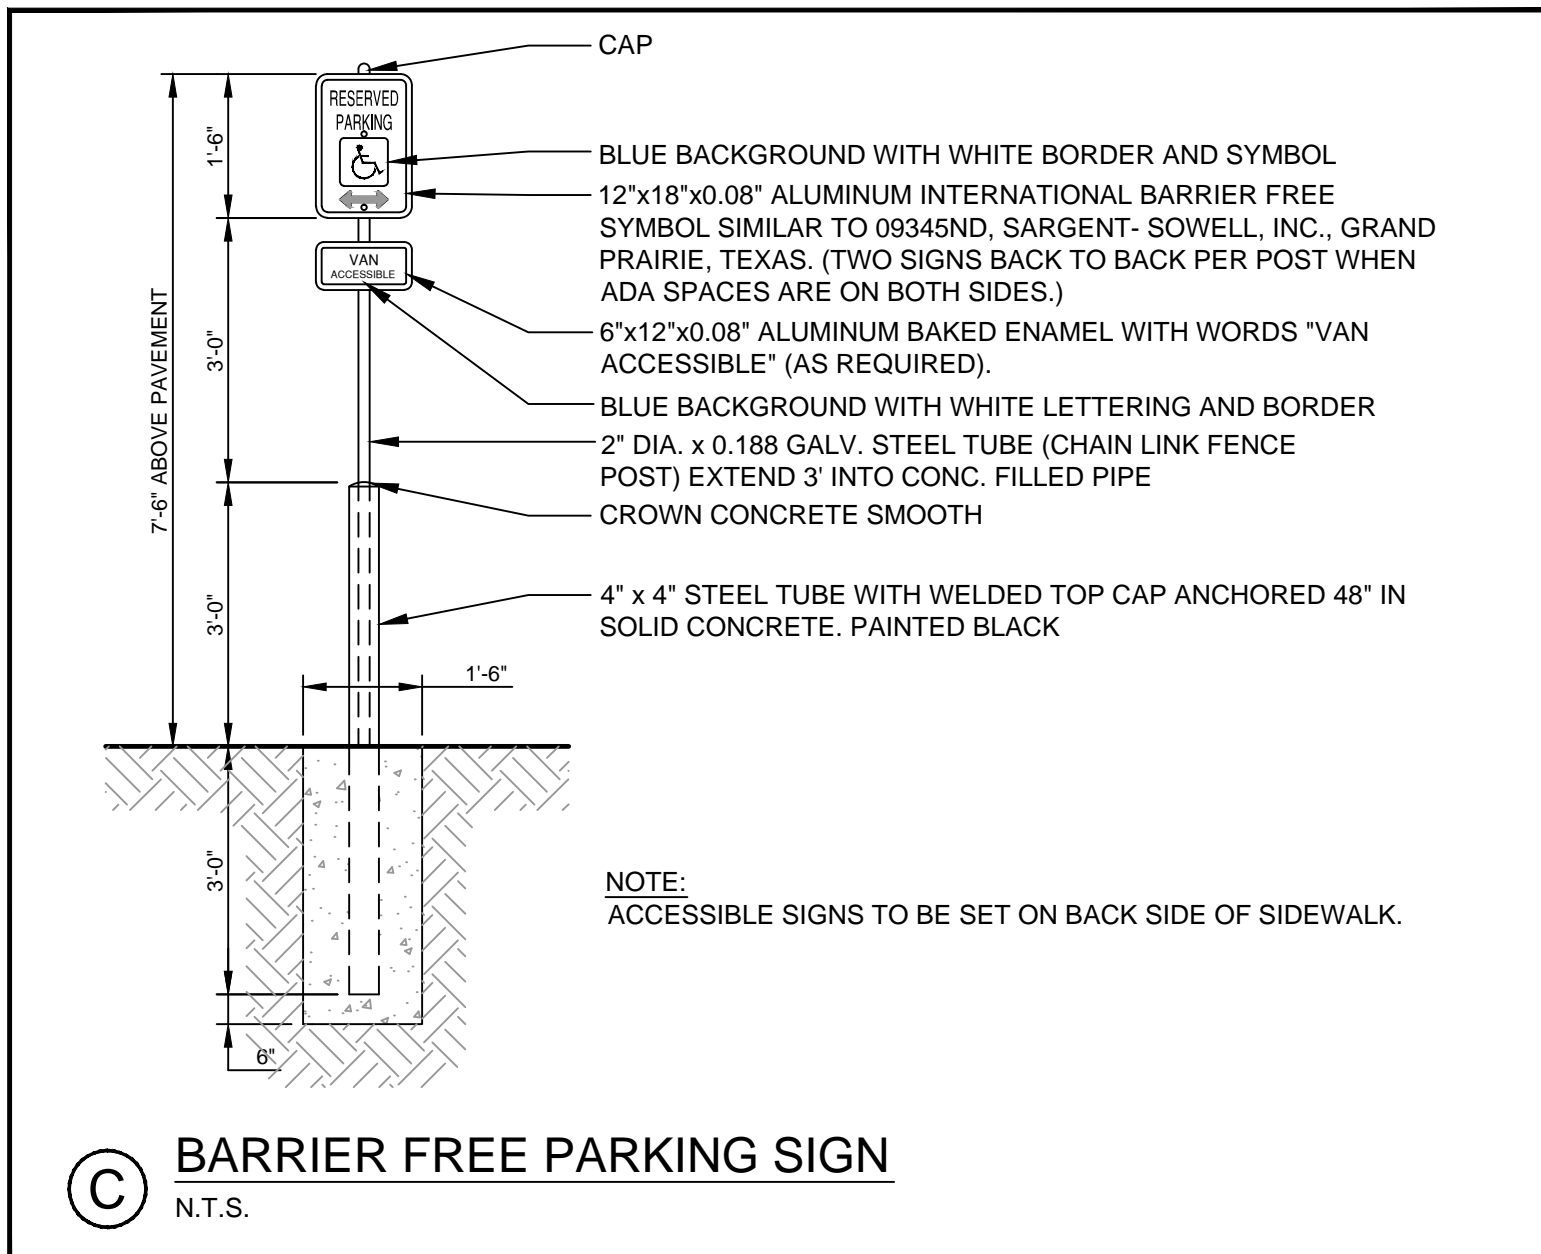 CAP
RESERVED
PARKING
BLUE BACKGROUND WITH WHITE BORDER AND SYMBOL
12"x18"x0.08" ALUMINUM INTERNATIONAL BARRIER FREE
SYMBOL SIMILAR TO 09345ND, SARGENT- SOWELL, INC., GRAND
PRAIRIE, TEXAS. (TWO SIGNS BACK TO BACK PER POST WHEN
ADA SPACES ARE ON BOTH SIDES.)
VAN
ACCESSIBLE
6"x12"x0.08" ALUMINUM BAKED ENAMEL WITH WORDS "VAN
ACCESSIBLE" (AS REQUIRED).
BLUE BACKGROUND WITH WHITE LETTERING AND BORDER
2" DIA. x 0.188 GALV. STEEL TUBE (CHAIN LINK FENCE
POST) EXTEND 3' INTO CONC. FILLED PIPE
CROWN CONCRETE SMOOTH
4" x 4" STEEL TUBE WITH WELDED TOP CAP ANCHORED 48" IN
SOLID CONCRETE. PAINTED BLACK
7'-6" ABOVE PAVEMENT
1'-6"
3'-0"
3'-0"
1'-6"
3'-0"
6"
NOTE:
ACCESSIBLE SIGNS TO BE SET ON BACK SIDE OF SIDEWALK.
C
BARRIER FREE PARKING SIGN
N.T.S.